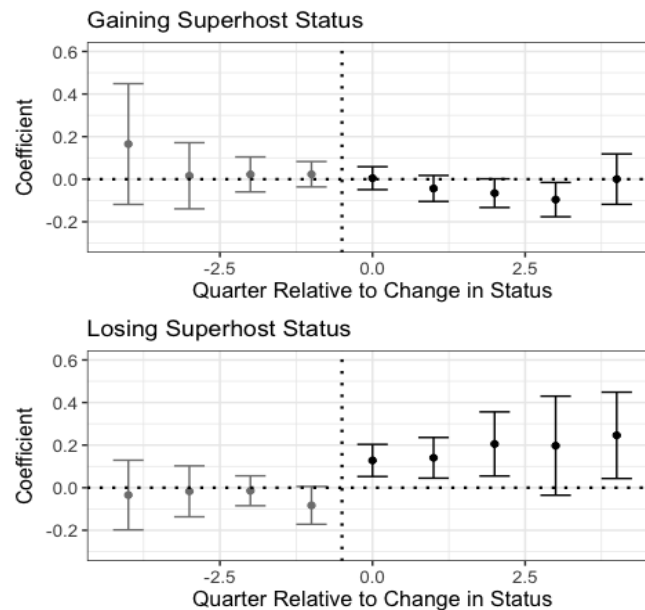 Gaining Superhost Status
0.6
0.4
0.2
0.0
-0.2
Coefficient
-2.5 0.0 2.5
Quarter Relative to Change in Status
Losing Superhost Status
0.6
0.4
0.2
0.0
-0.2
Coefficient
-2.5 0.0 2.5
Quarter Relative to Change in Status